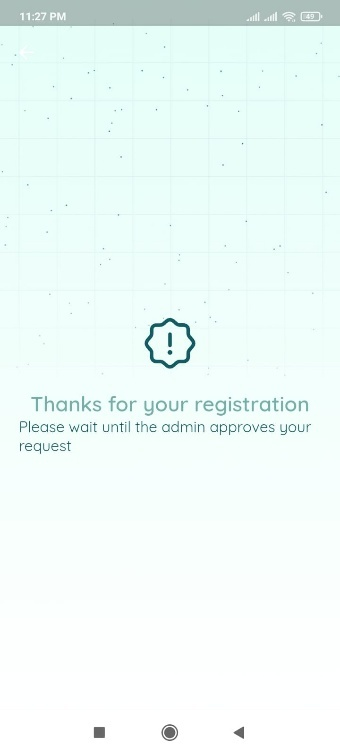 11:27 PM
49
Thanks for your registration
Please wait until the admin approves your
request